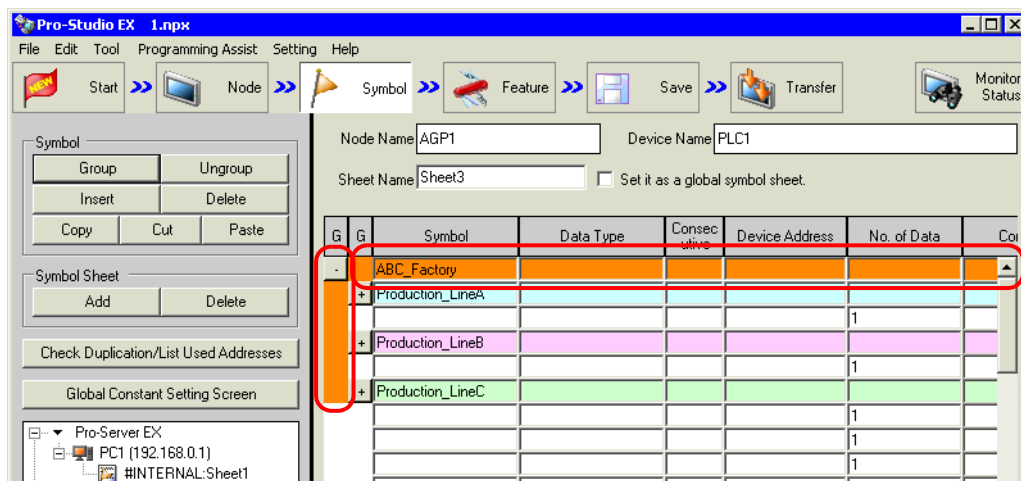 Pro-Studio EX 1.npx
File Edit Tool Programming Assist Setting Help
NEW Start Node Symbol Feature Save Transfer Monitor Status
Symbol
Group Ungroup
Insert Delete
Copy Cut Paste
Symbol Sheet
Add Delete
Check Duplication/List Used Addresses
Global Constant Setting Screen
Pro-Server EX
PC1 (192.168.0.1)
#INTERNAL:Sheet1
Node Name AGP1 Device Name PLC1
Sheet Name Sheet3 Set it as a global symbol sheet.
G G Symbol Data Type Consecutive Device Address No. of Data Co
- ABC_Factory
+ Production_LineA
1
+ Production_LineB
1
+ Production_LineC
1
1
1